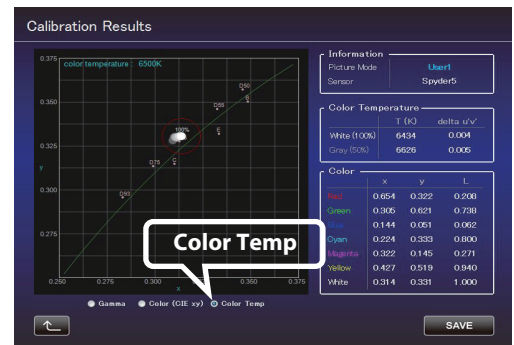 Calibration Results
color temperature : 6500K
0.375
0.350
0.325
0.300
0.275
y
0.250 0.275 0.300 0.350 0.375
x
D50
B
D55
E
100%
D75
C
D93
Color Temp
Gamma Color (CIE xy) Color Temp
Information
Picture Mode User1
Sensor Spyder5
Color Temperature
T (K) delta u'v'
White (100%) 6434 0.004
Gray (50%) 6626 0.005
Color
x y L
Red 0.654 0.322 0.208
Green 0.305 0.621 0.738
Blue 0.144 0.051 0.062
Cyan 0.224 0.333 0.800
Magenta 0.322 0.145 0.271
Yellow 0.427 0.519 0.940
White 0.314 0.331 1.000
SAVE